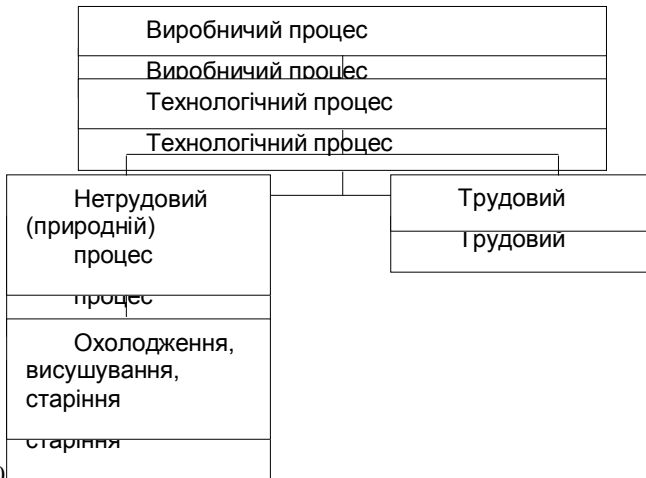 Виробничий процес
Виробничий процес
Технологічний процес
Технологічний процес
Нетрудовий
(природній)
процес
процес
Трудовий
Трудовий
Охолодження,
висушування,
старіння
старіння
)